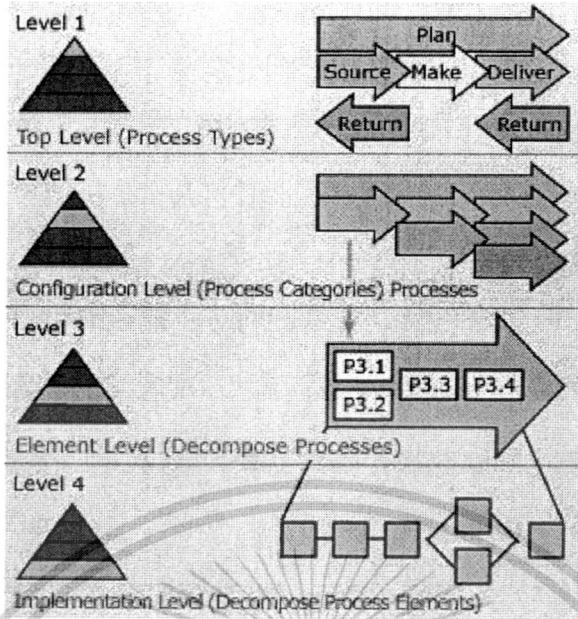 Level 1
Plan
Source Make Deliver
Return Return
Top Level (Process Types)
Level 2
Configuration Level (Process Categories) Processes
Level 3
P3.1
P3.3 P3.4
P3.2
Element Level (Decompose Processes)
Level 4
Implementation Level (Decompose Process Elements)